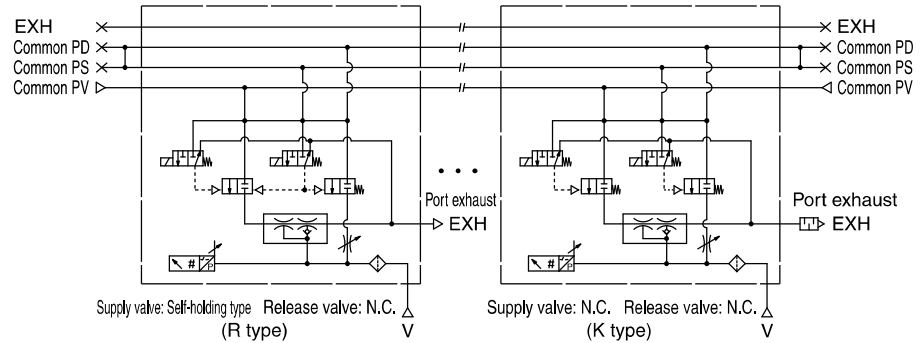 EXH EXH
Common PD Common PD
Common PS Common PS
Common PV Common PV
Port exhaust Port exhaust
EXH EXH
# P # P
Supply valve: Self-holding type Release valve: N.C. Supply valve: N.C. Release valve: N.C.
(R type) V (K type) V